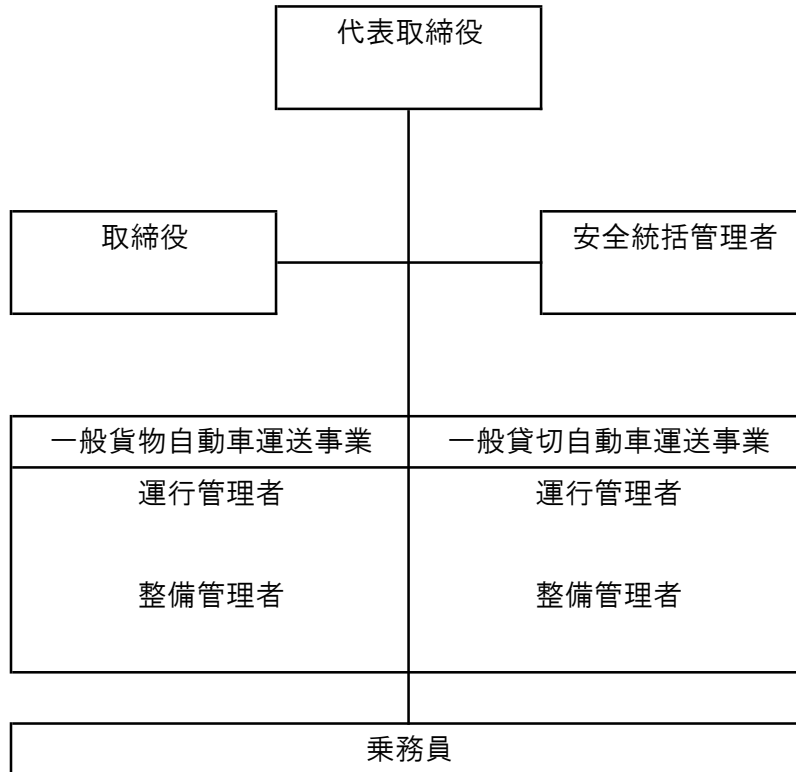 代表取締役
取締役
安全統括管理者
一般貨物自動車運送事業
一般貸切自動車運送事業
運行管理者
運行管理者
整備管理者
整備管理者
乗務員